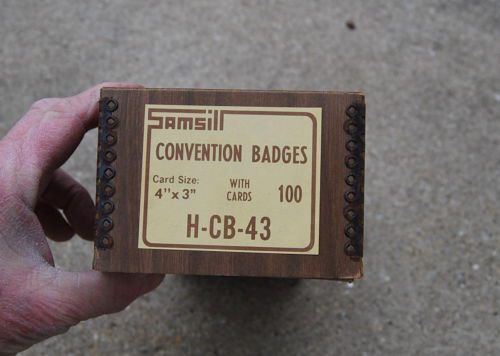 Samsill
CONVENTION BADGES
Card Size: WITH 100
4" x 3" CARDS
H-CB-43